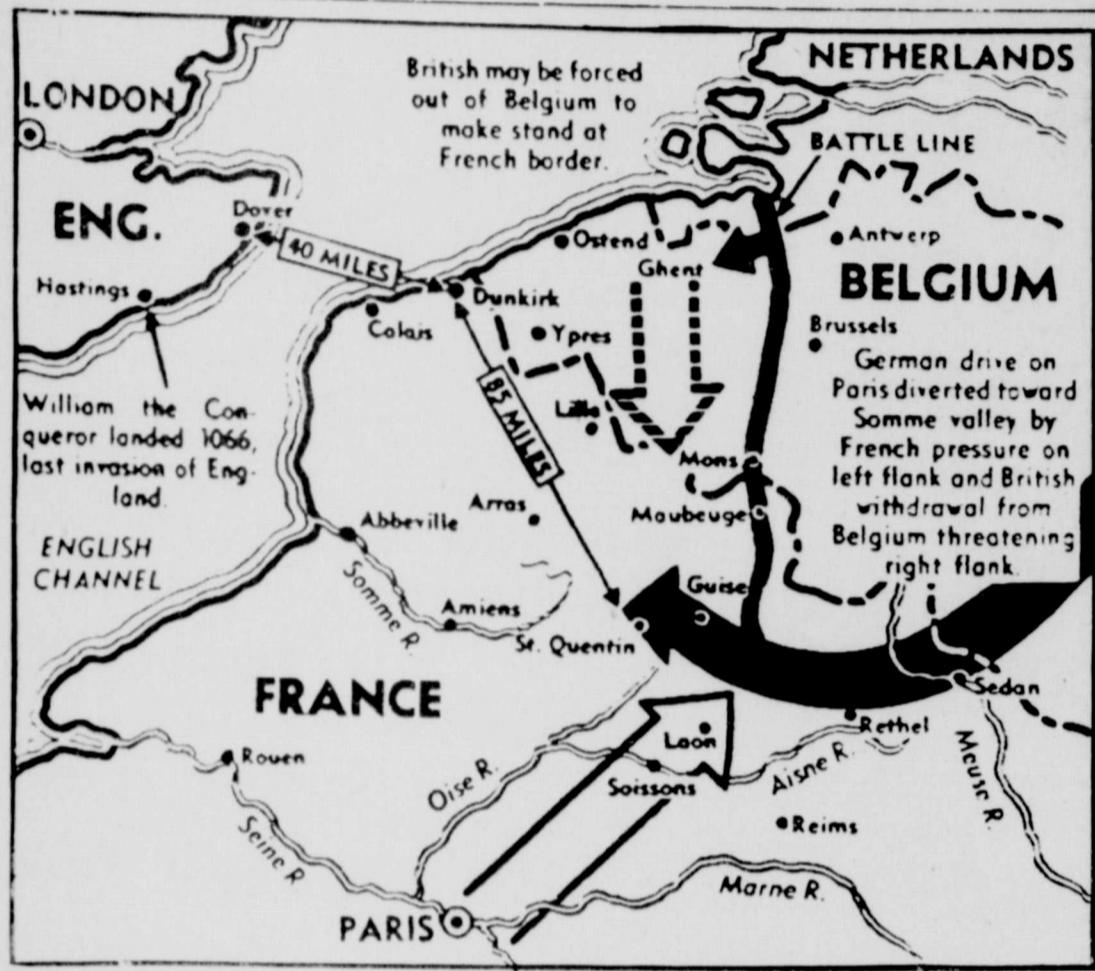 NETHERLANDS
LONDON
British may be forced
out of Belgium to
make stand at
French border.
BATTLE LINE
ENG.
Dover
40 MILES
Ostend
Antwerp
Ghent
BELGIUM
Hastings
Dunkirk
Calais
Ypres
Brussels
German drive on
Paris diverted toward
Somme valley by
French pressure on
left flank and British
withdrawal from
Belgium threatening
right flank.
William the Con-
queror landed 1066,
last invasion of Eng-
land.
85 MILES
Lille
Mons
Maubeuge
Arras
Abbeville
ENGLISH
CHANNEL
Somme R.
Amiens
Guise
St. Quentin
FRANCE
Sedan
Rethel
Laon
Rouen
Oise R.
Soissons
Aisne R.
Meuse R.
Reims
Seine R.
Marne R.
PARIS